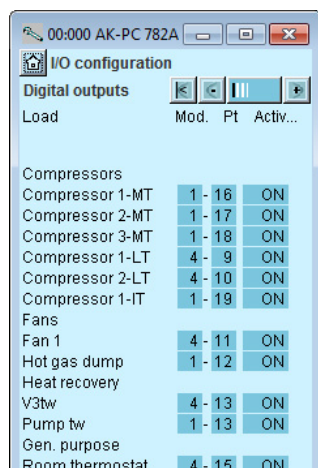 00:000 AK-PC 782A
I/O configuration
Digital outputs
Load Mod. Pt Activ...
Compressors
Compressor 1-MT 1 - 16 ON
Compressor 2-MT 1 - 17 ON
Compressor 3-MT 1 - 18 ON
Compressor 1-LT 4 - 9 ON
Compressor 2-LT 4 - 10 ON
Compressor 1-IT 1 - 19 ON
Fans
Fan 1 4 - 11 ON
Hot gas dump 1 - 12 ON
Heat recovery
V3tw 4 - 13 ON
Pump tw 1 - 13 ON
Gen. purpose
Room thermostat 4 - 15 ON